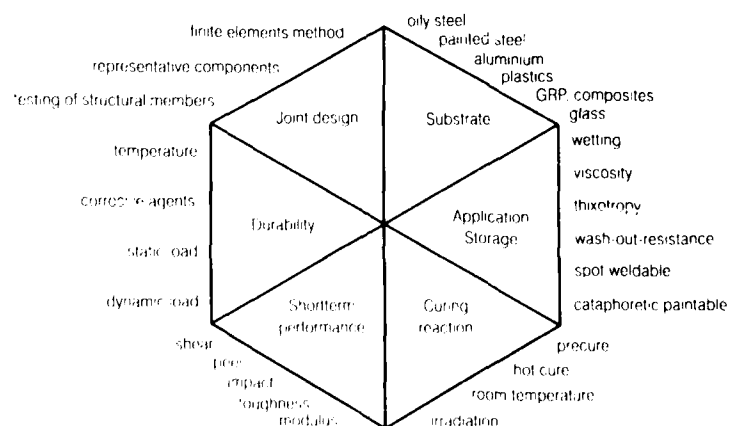 finite elements method
representative components
testing of structural members
Joint design
oily steel
painted steel
aluminium
plastics
GRP, composites
glass
Substrate
wetting
viscosity
thixotropy
wash-out-resistance
spot weldable
cataphoretic paintable
Application
Storage
precure
hot cure
room temperature
irradiation
Curing
reaction
shear
peel
impact
toughness
modulus
Shortterm
performance
temperature
corrosive agents
static load
dynamic load
Durability